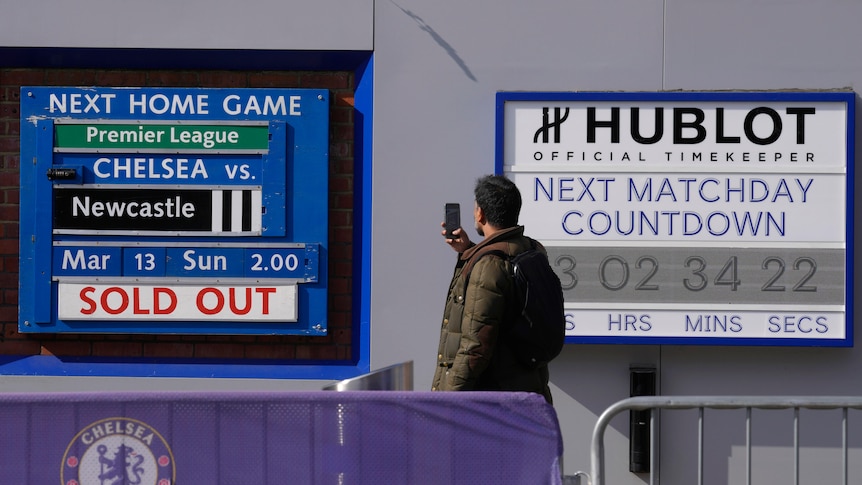 NEXT HOME GAME
Premier League
CHELSEA VS.
Newcastle
Mar 13 Sun 2.00
SOLD OUT
HUBLOT
OFFICIAL TIMEKEEPER
NEXT MATCHDAY
COUNTDOWN
3 02 34 22
S HRS MINS SECS
CHELSEA